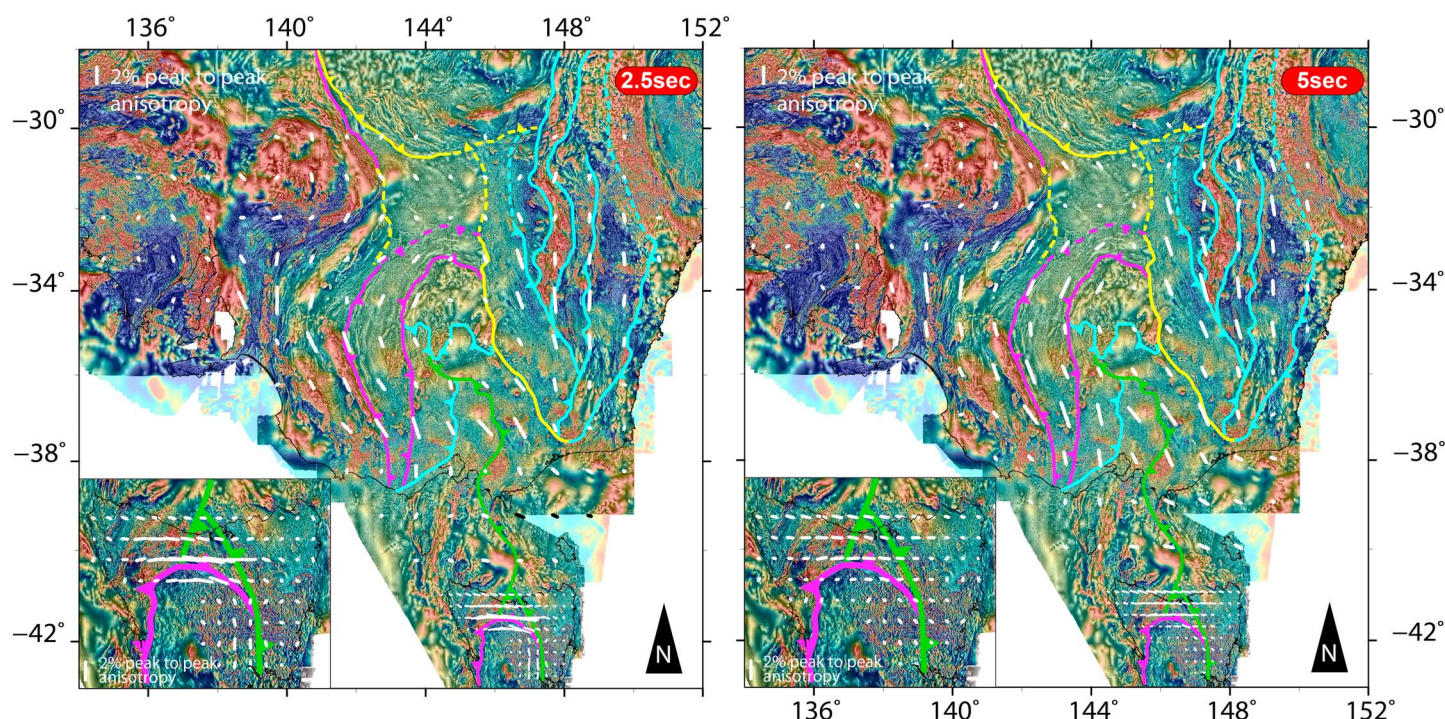 136° 140° 144° 148° 152°
2% peak to peak
anisotropy
2.5sec
2% peak to peak
anisotropy
5sec
−30° −30°
−34° −34°
−38° −38°
−42° −42°
2% peak to peak
anisotropy
N
2% peak to peak
anisotropy
N
136° 140° 144° 148° 152°